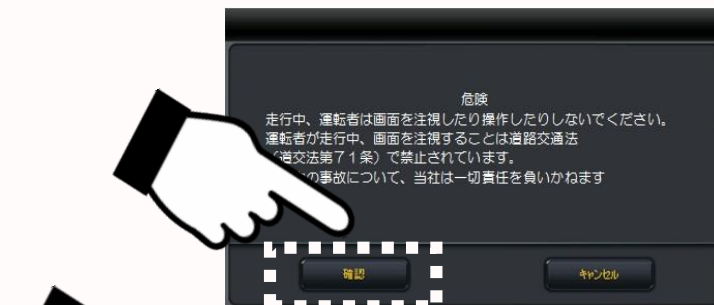 危険
走行中、運転者は画面を注視したり操作したりしないでください。
運転者が走行中、画面を注視することは道路交通法
（道交法第７１条）で禁止されています。
の事故について、当社は一切責任を負いかねます
確認
キャンセル